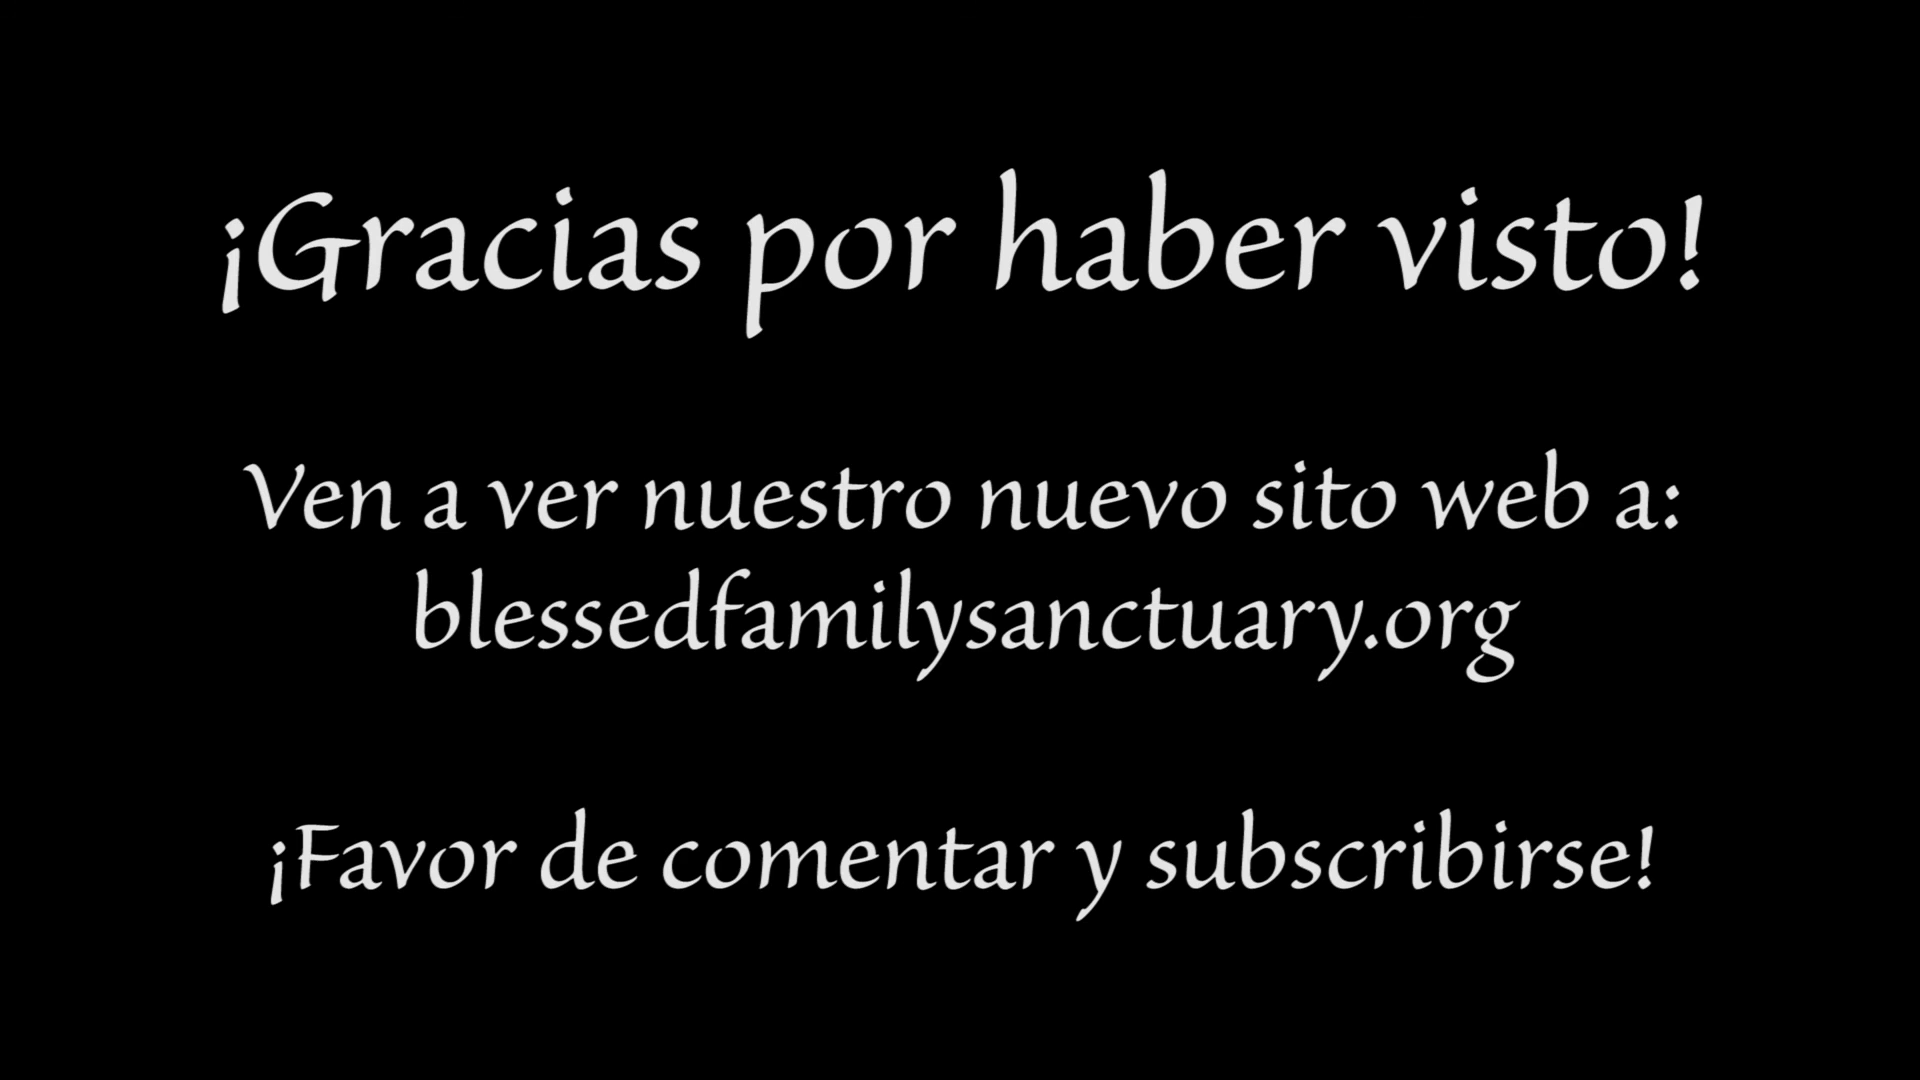 ¡Gracias por haber visto!
Ven a ver nuestro nuevo sito web a:
blessedfamilysanctuary.org
¡Favor de comentar y subscribirse!